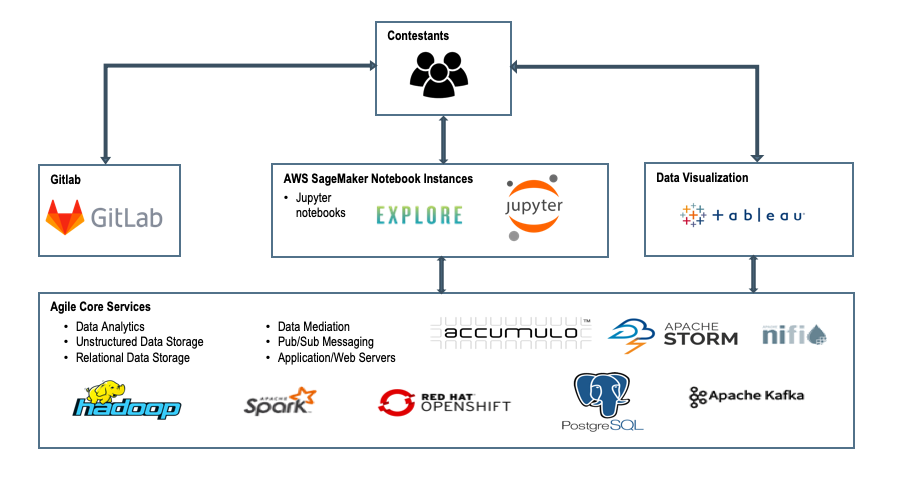 Contestants
Gitlab
GitLab
AWS SageMaker Notebook Instances
• Jupyter
notebooks
EXPLORE
jupyter
Data Visualization
+ableau
Agile Core Services
• Data Analytics
• Unstructured Data Storage
• Relational Data Storage
• Data Mediation
• Pub/Sub Messaging
• Application/Web Servers
accumulo™
APACHE
STORM
nifi
hadoop
APACHE
Spark™
RED HAT®
OPENSHIFT
PostgreSQL
Apache Kafka